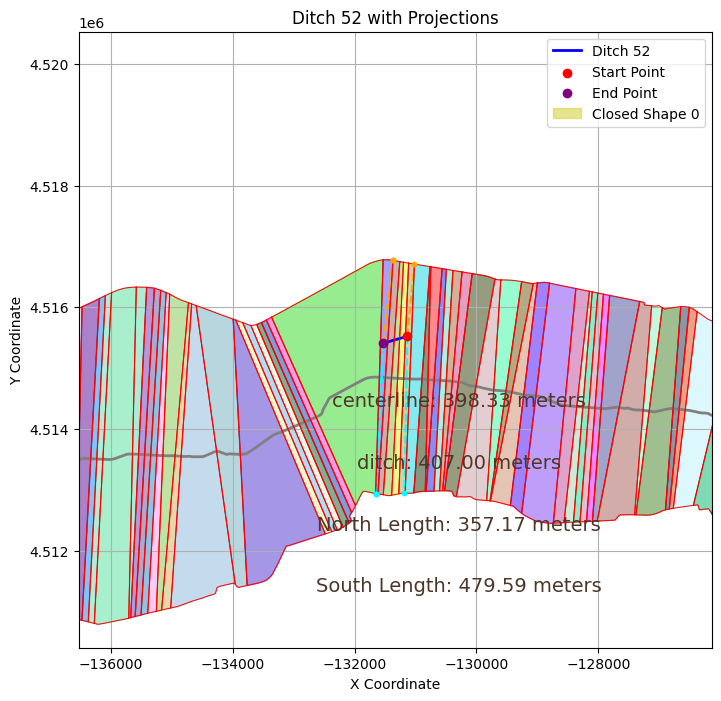 Ditch 52 with Projections
1e6
Ditch 52
Start Point
End Point
Closed Shape 0
4.520
4.518
4.516
4.514
4.512
Y Coordinate
centerline: 398.33 meters
ditch: 407.00 meters
North Length: 357.17 meters
South Length: 479.59 meters
−136000
−134000
−132000
−130000
−128000
X Coordinate